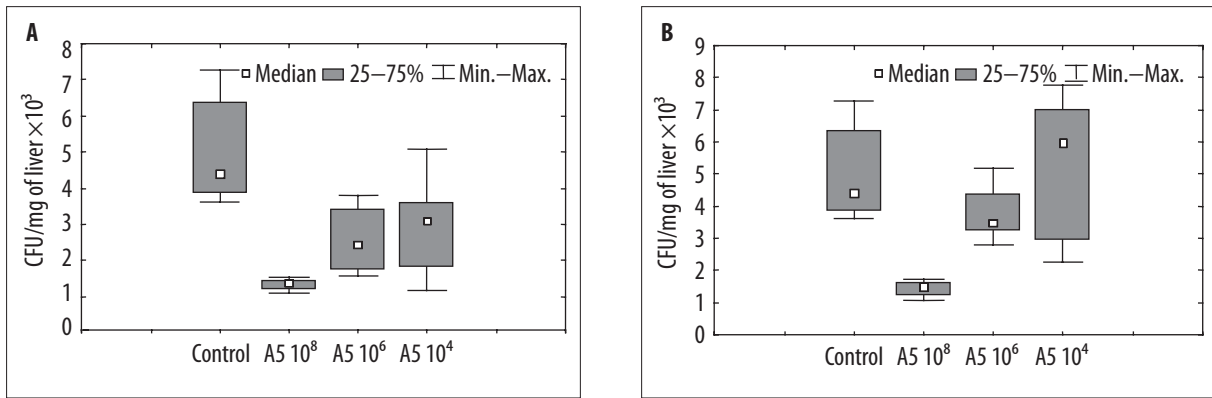 A
8
7
6
5
4
3
2
1
0
CFU/mg of liver ×10³
Median 25–75% Min.–Max.
Control A5 10⁸ A5 10⁶ A5 10⁴
B
9
8
7
6
5
4
3
2
1
0
CFU/mg of liver ×10³
Median 25–75% Min.–Max.
Control A5 10⁸ A5 10⁶ A5 10⁴